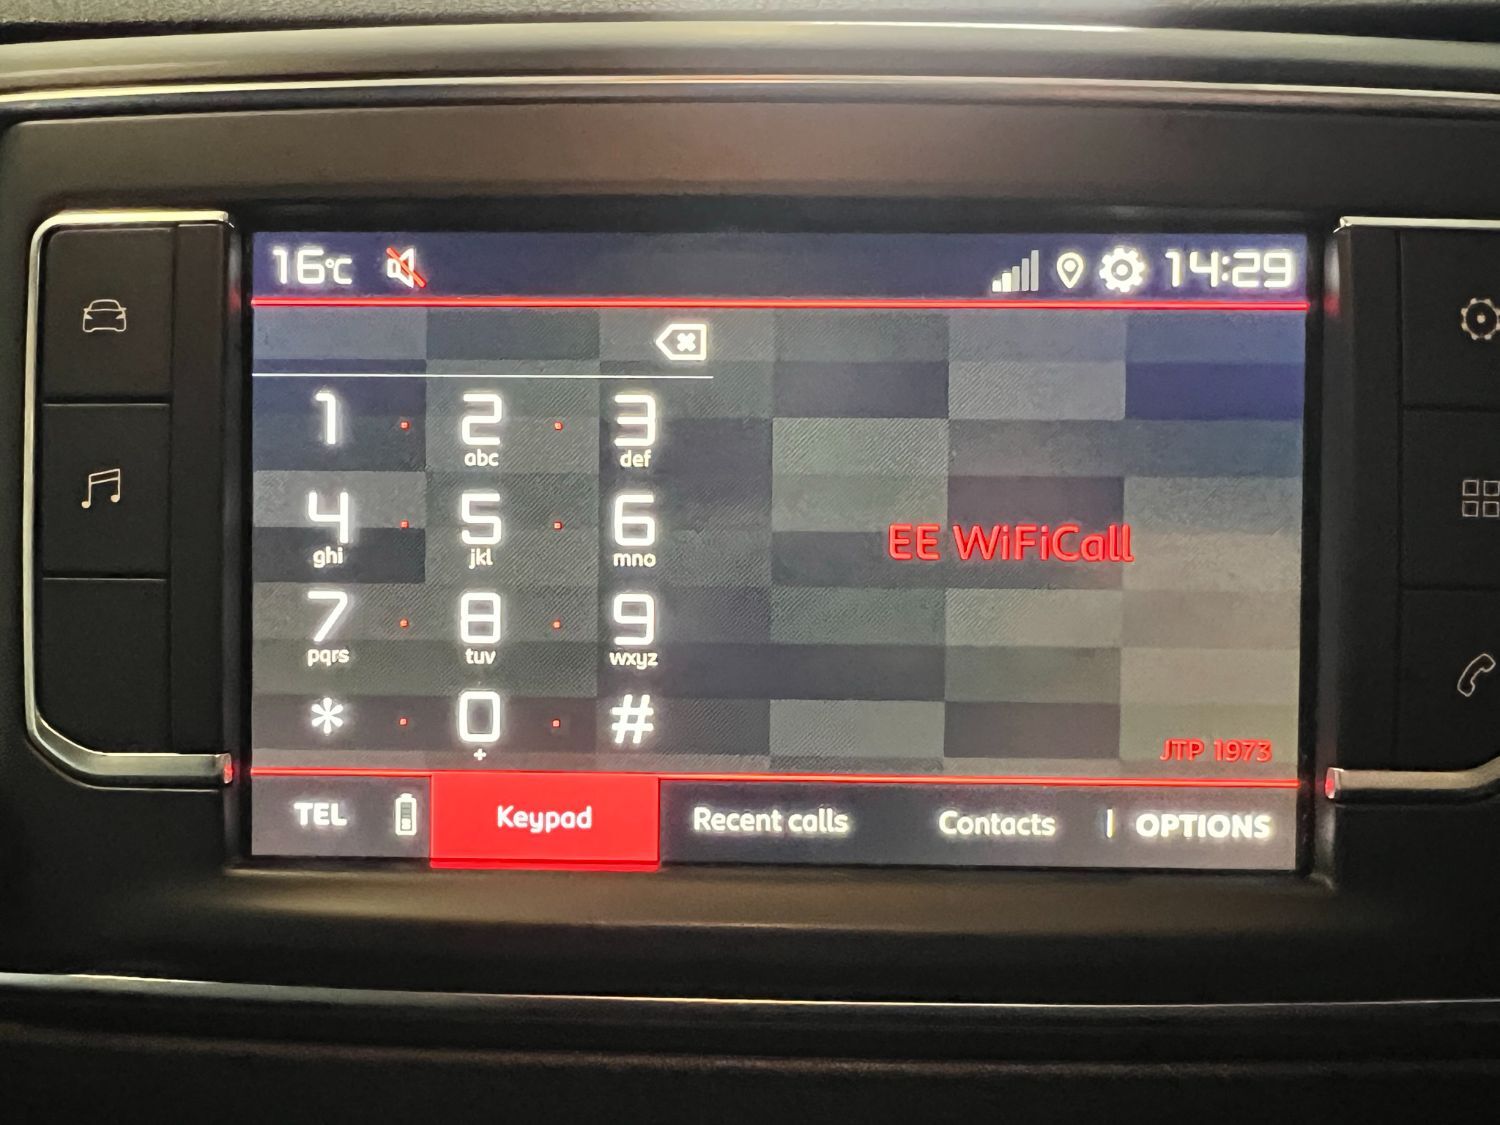 16°C 14:29
1 2 3
abc def
4 5 6
ghi jkl mno
7 8 9
pqrs tuv wxyz
* 0 #
+
EE WiFiCall
JTP 1973
TEL Keypad Recent calls Contacts OPTIONS